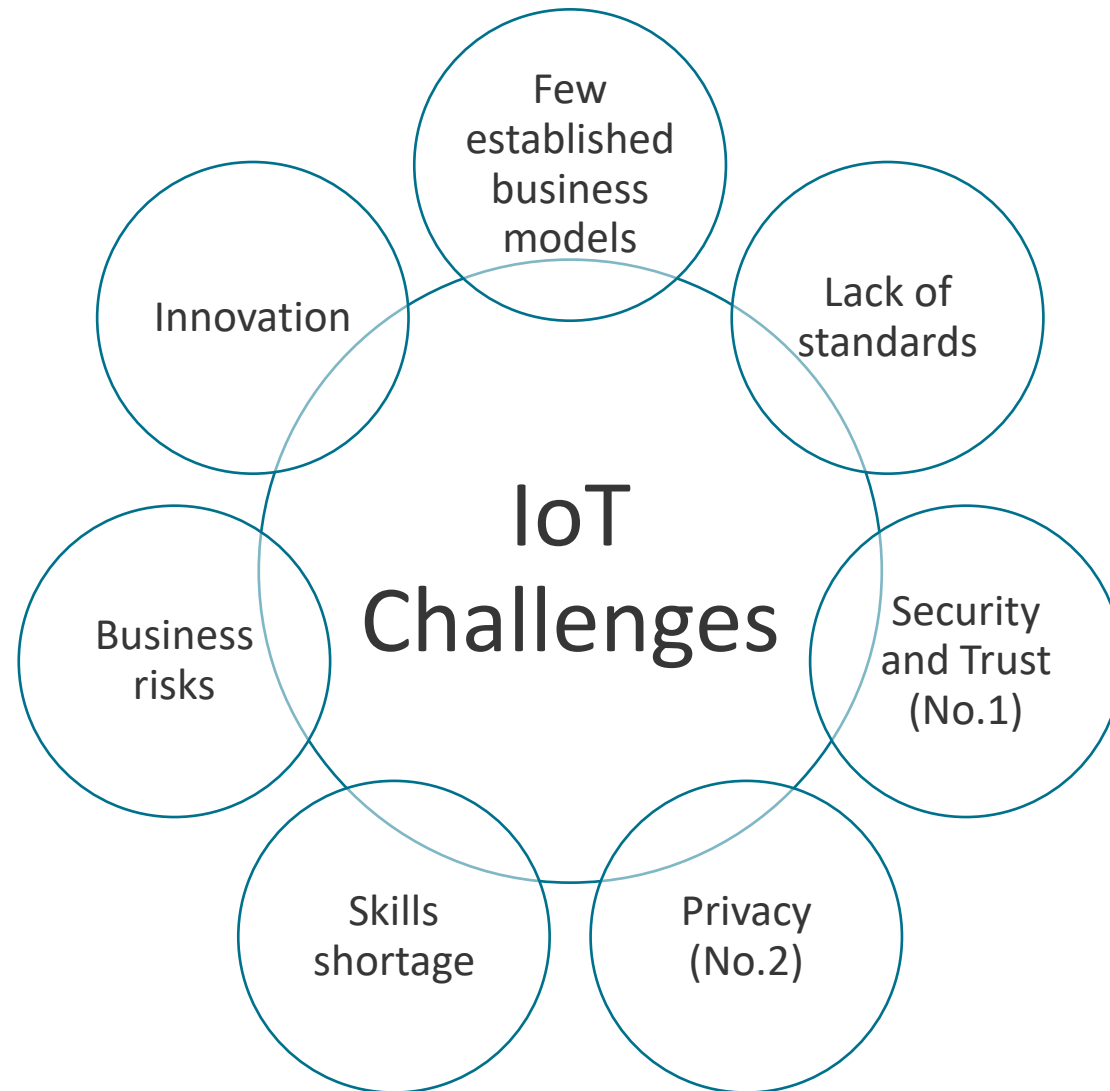 Few
established
business
models
Lack of
standards
Security
and Trust
(No.1)
Privacy
(No.2)
Skills
shortage
Business
risks
Innovation
IoT
Challenges